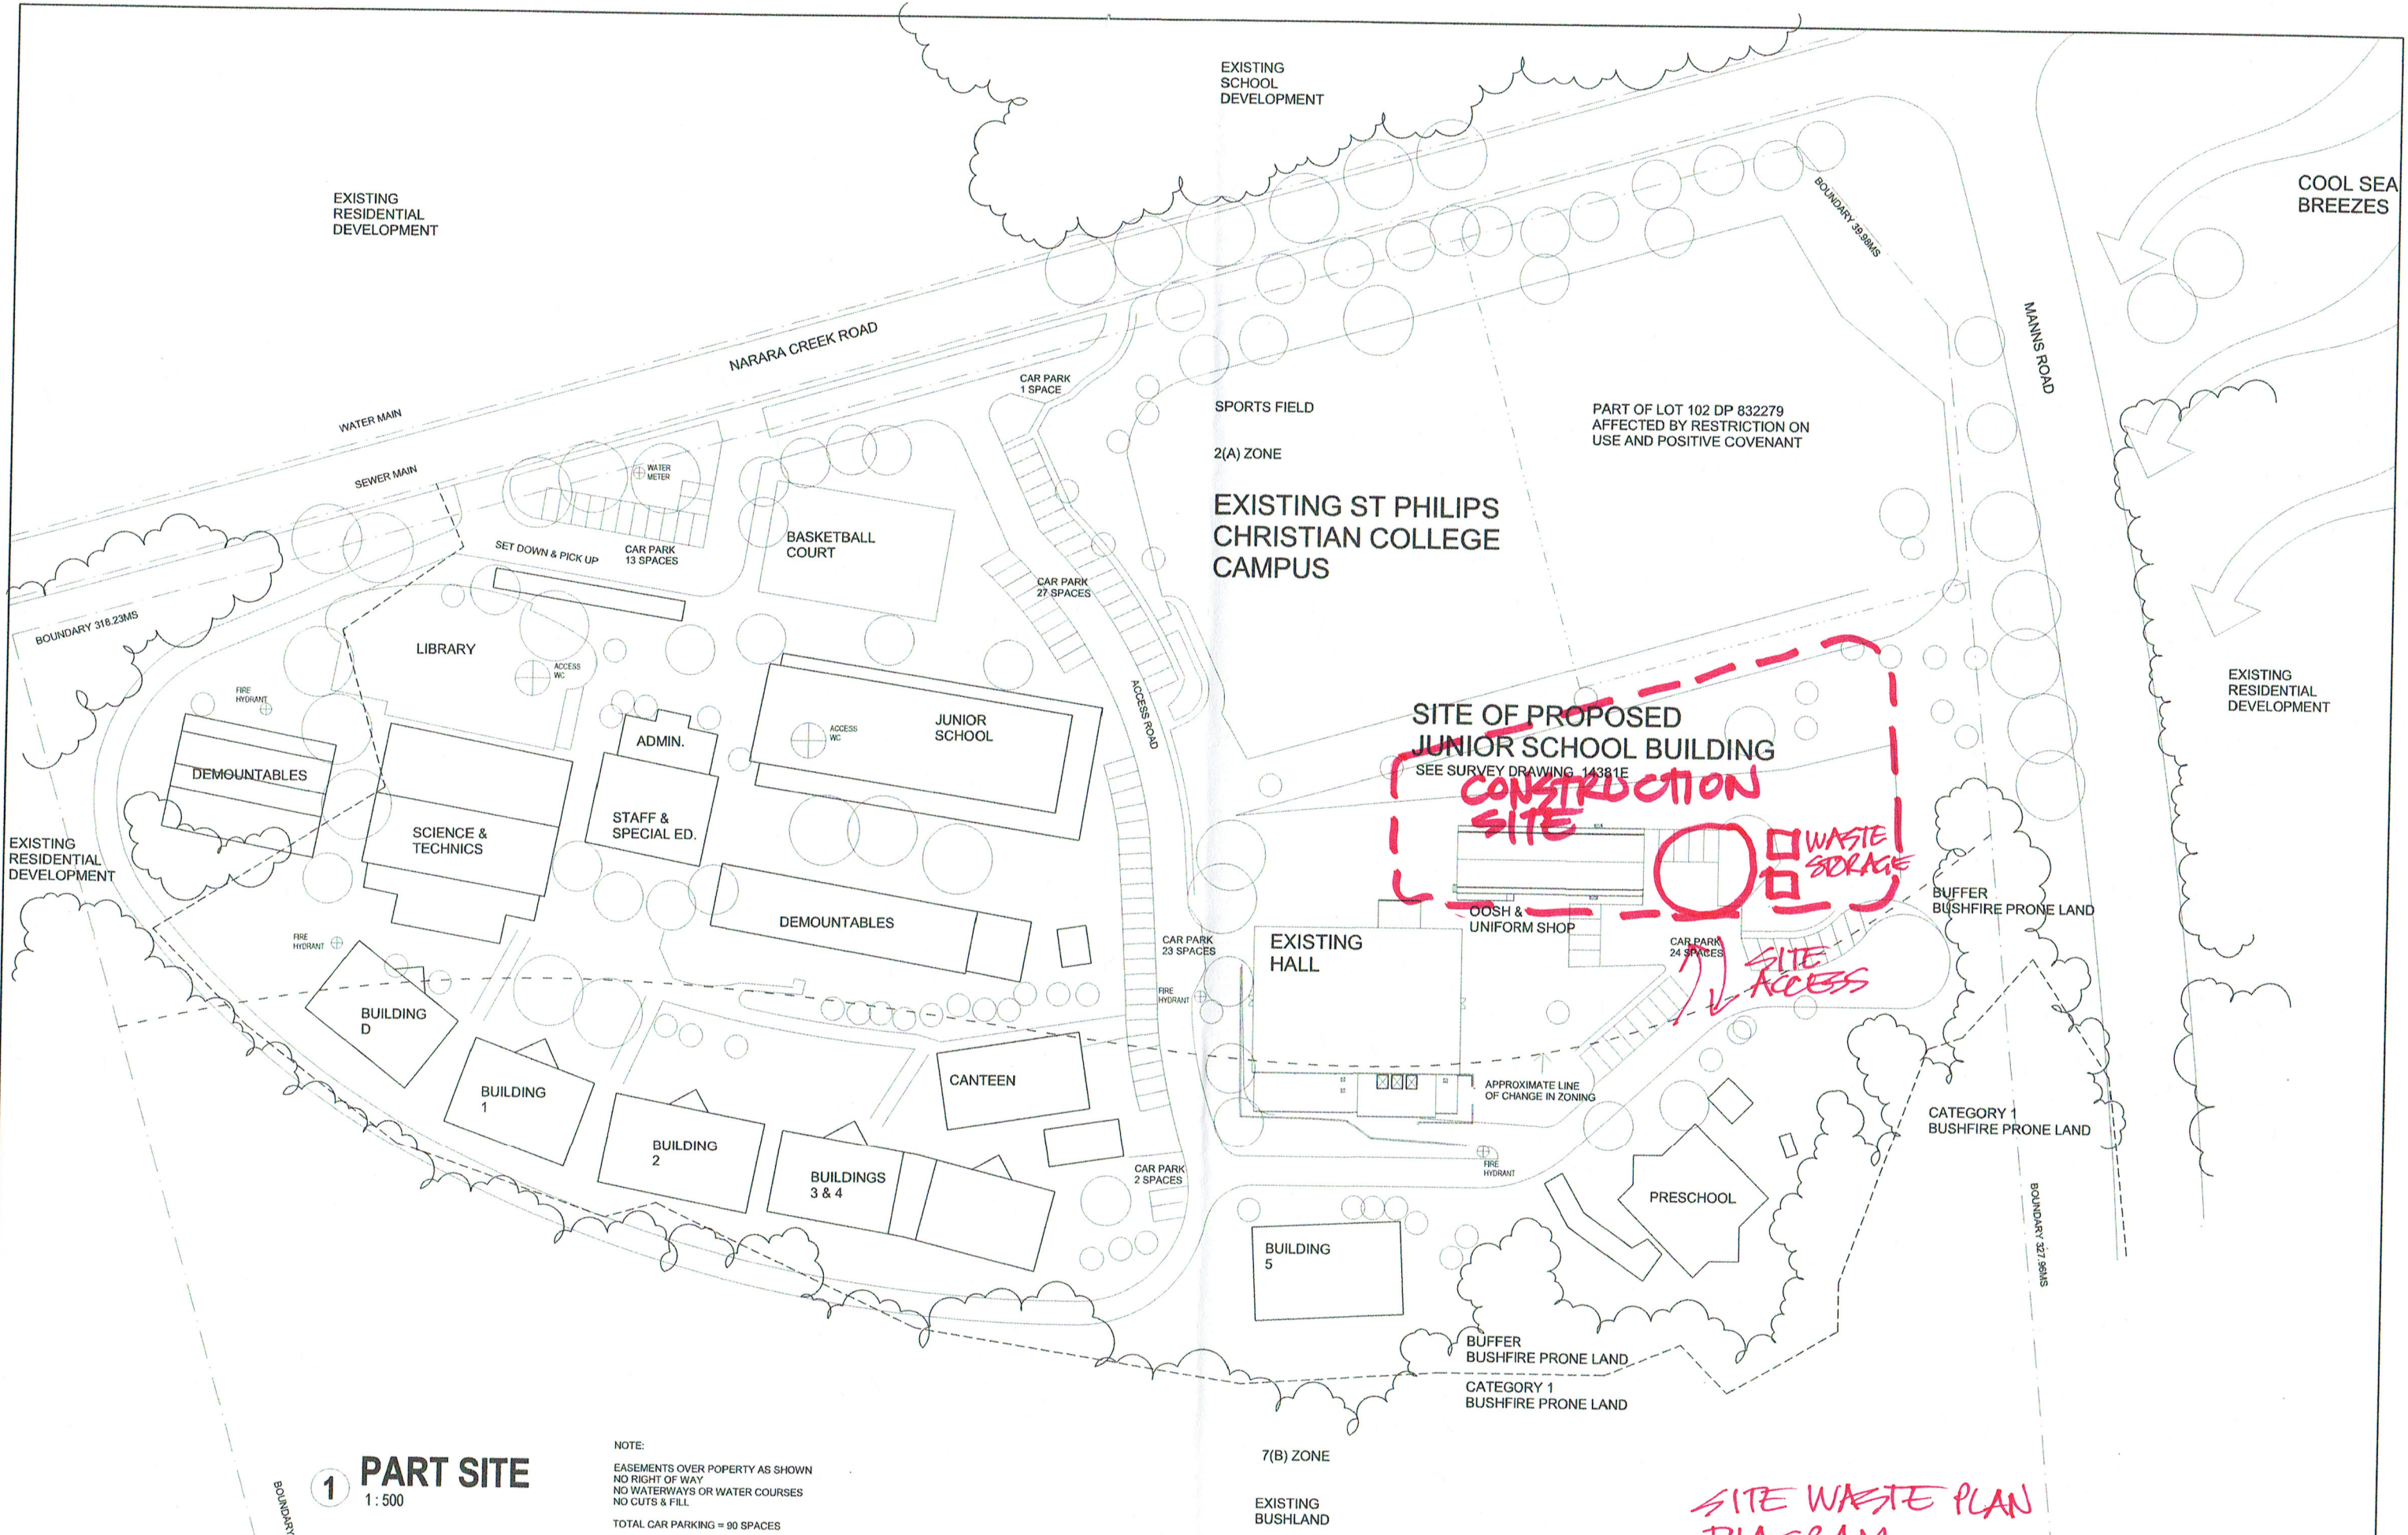 EXISTING
SCHOOL
DEVELOPMENT
EXISTING
RESIDENTIAL
DEVELOPMENT
COOL SEA
BREEZES
BOUNDARY 39.98MS
NARARA CREEK ROAD
MANNS ROAD
WATER MAIN
SEWER MAIN
CAR PARK
1 SPACE
SPORTS FIELD
2(A) ZONE
PART OF LOT 102 DP 832279
AFFECTED BY RESTRICTION ON
USE AND POSITIVE COVENANT
EXISTING ST PHILIPS
CHRISTIAN COLLEGE
CAMPUS
WATER
METER
SET DOWN & PICK UP
CAR PARK
13 SPACES
BASKETBALL
COURT
CAR PARK
27 SPACES
BOUNDARY 318.23MS
LIBRARY
ACCESS
WC
FIRE
HYDRANT
ADMIN.
ACCESS
WC
JUNIOR
SCHOOL
ACCESS ROAD
EXISTING
RESIDENTIAL
DEVELOPMENT
SITE OF PROPOSED
JUNIOR SCHOOL BUILDING
SEE SURVEY DRAWING 14381E
CONSTRUCTION
SITE
WASTE
STORAGE
DEMOUNTABLES
SCIENCE &
TECHNICS
STAFF &
SPECIAL ED.
EXISTING
RESIDENTIAL
DEVELOPMENT
DEMOUNTABLES
FIRE
HYDRANT
CAR PARK
23 SPACES
EXISTING
HALL
OOSH &
UNIFORM SHOP
CAR PARK
24 SPACES
SITE
ACCESS
BUFFER
BUSHFIRE PRONE LAND
FIRE
HYDRANT
BUILDING
D
BUILDING
1
BUILDING
2
BUILDINGS
3 & 4
CANTEEN
APPROXIMATE LINE
OF CHANGE IN ZONING
CATEGORY 1
BUSHFIRE PRONE LAND
CAR PARK
2 SPACES
FIRE
HYDRANT
PRESCHOOL
BOUNDARY 327.96MS
BUILDING
5
BUFFER
BUSHFIRE PRONE LAND
CATEGORY 1
BUSHFIRE PRONE LAND
7(B) ZONE
EXISTING
BUSHLAND
BOUNDARY
1
PART SITE
1 : 500
NOTE:
EASEMENTS OVER POPERTY AS SHOWN
NO RIGHT OF WAY
NO WATERWAYS OR WATER COURSES
NO CUTS & FILL
TOTAL CAR PARKING = 90 SPACES
SITE WASTE PLAN
DIAGRAM